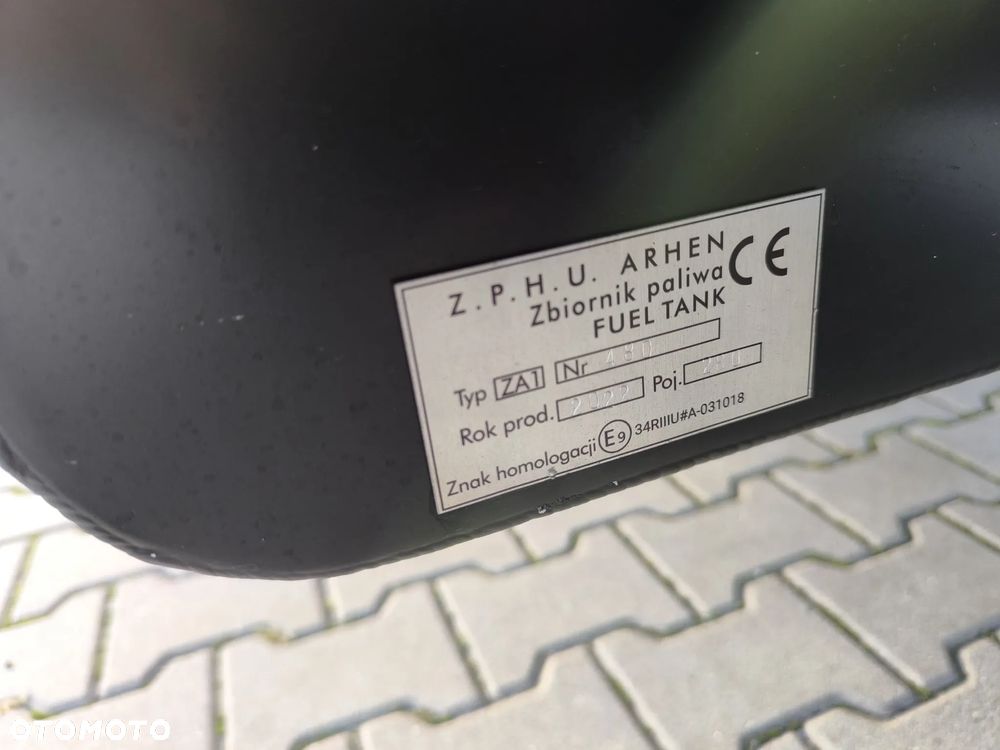 Z.P.H.U. ARHEN CE
Zbiornik paliwa
FUEL TANK
Typ ZA1 Nr 480
Rok prod. 2022 Poj.
Znak homologacji E9 34RIIIU#A-031018
OTOMOTO